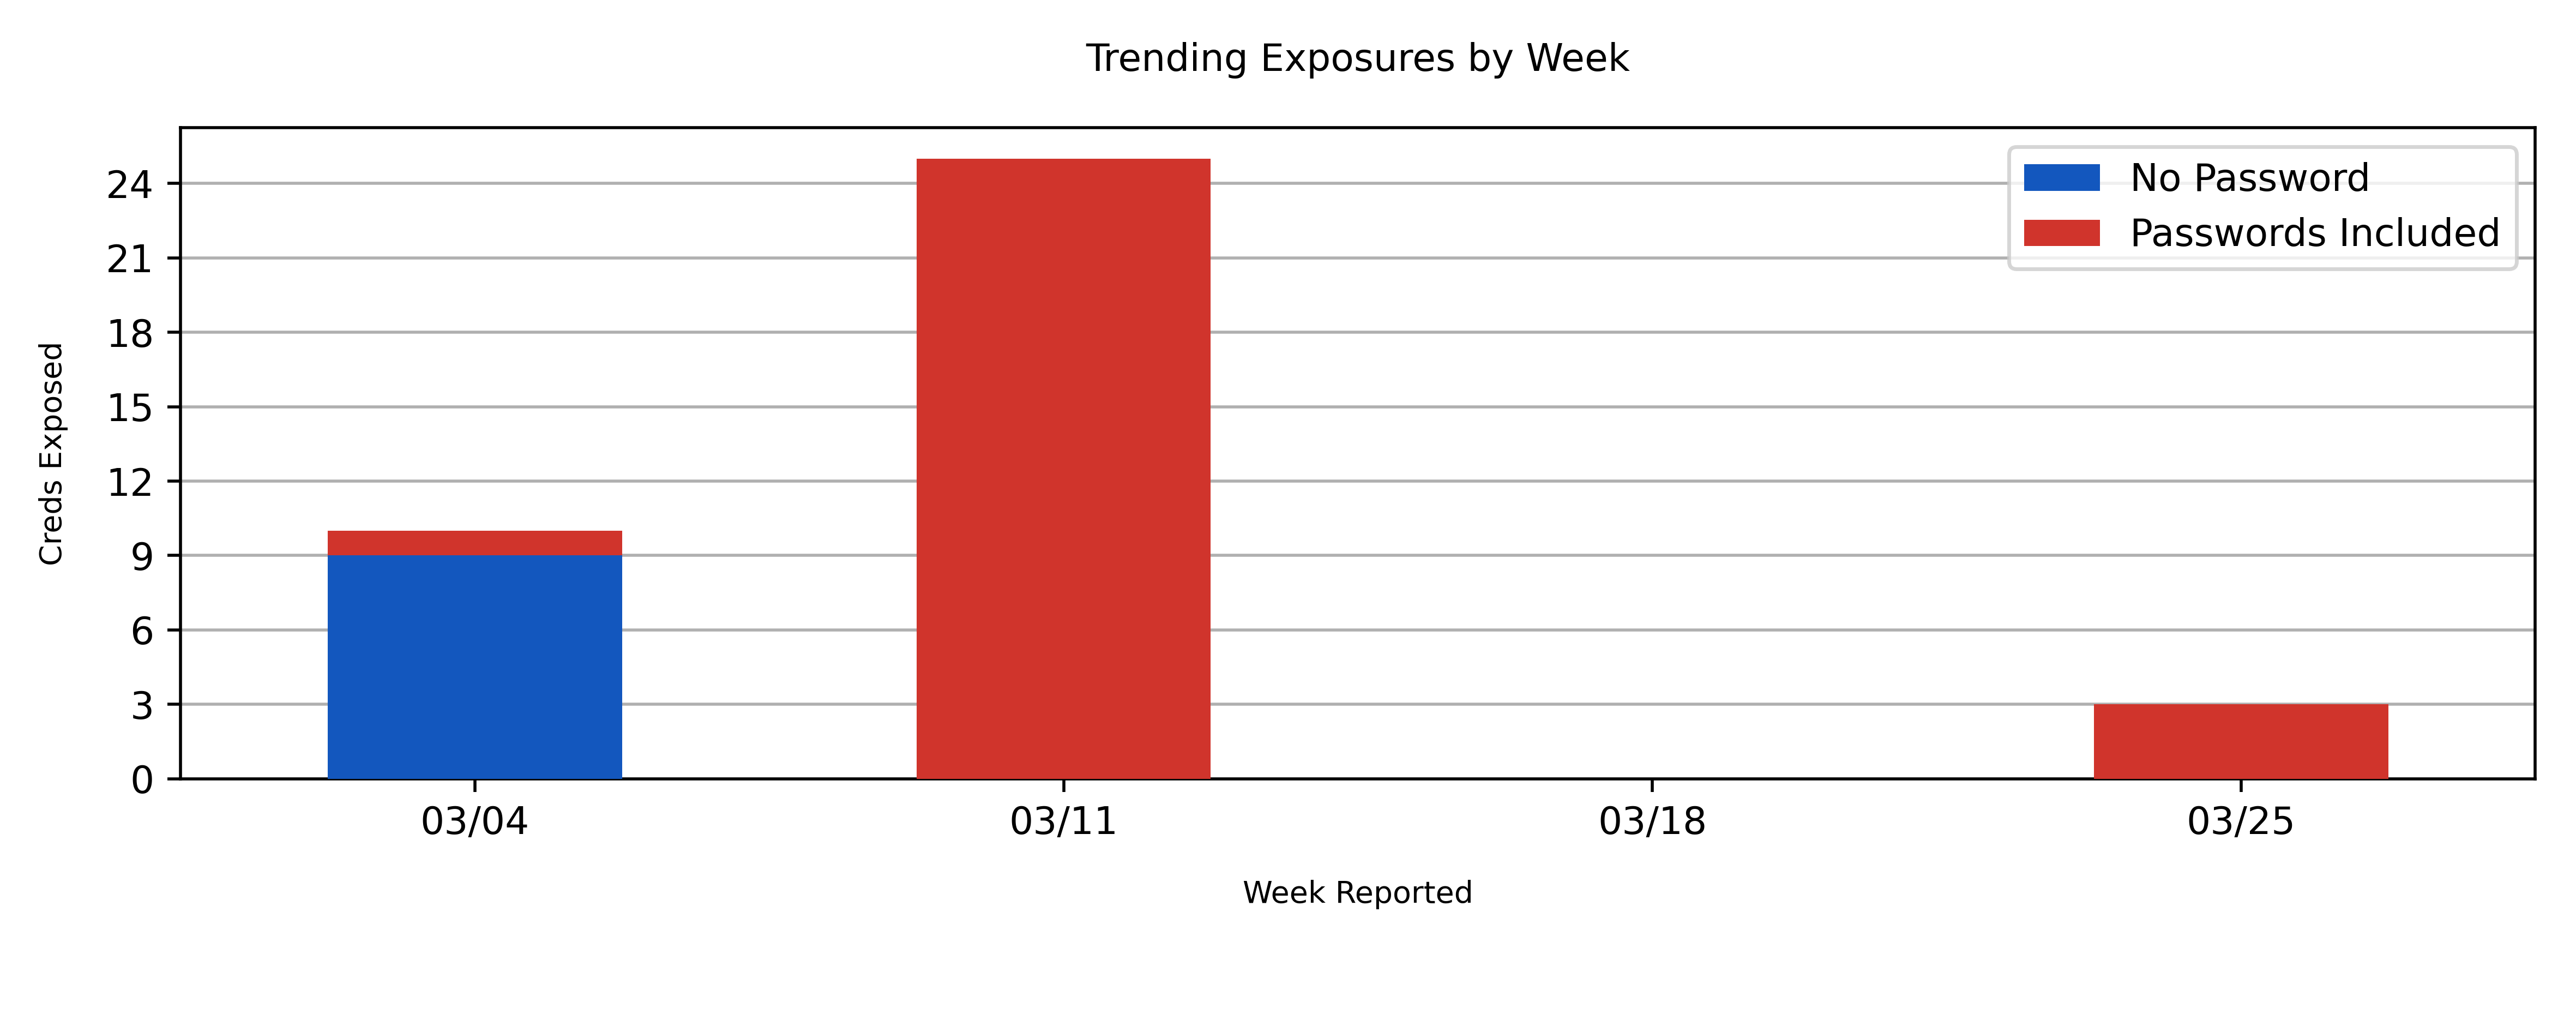 Trending Exposures by Week
No Password
Passwords Included
Creds Exposed
24
21
18
15
12
9
6
3
0
03/04
03/11
03/18
03/25
Week Reported